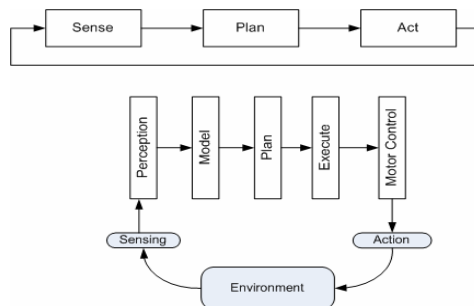 Sense
Plan
Act
Perception
Model
Plan
Execute
Motor Control
Sensing
Action
Environment